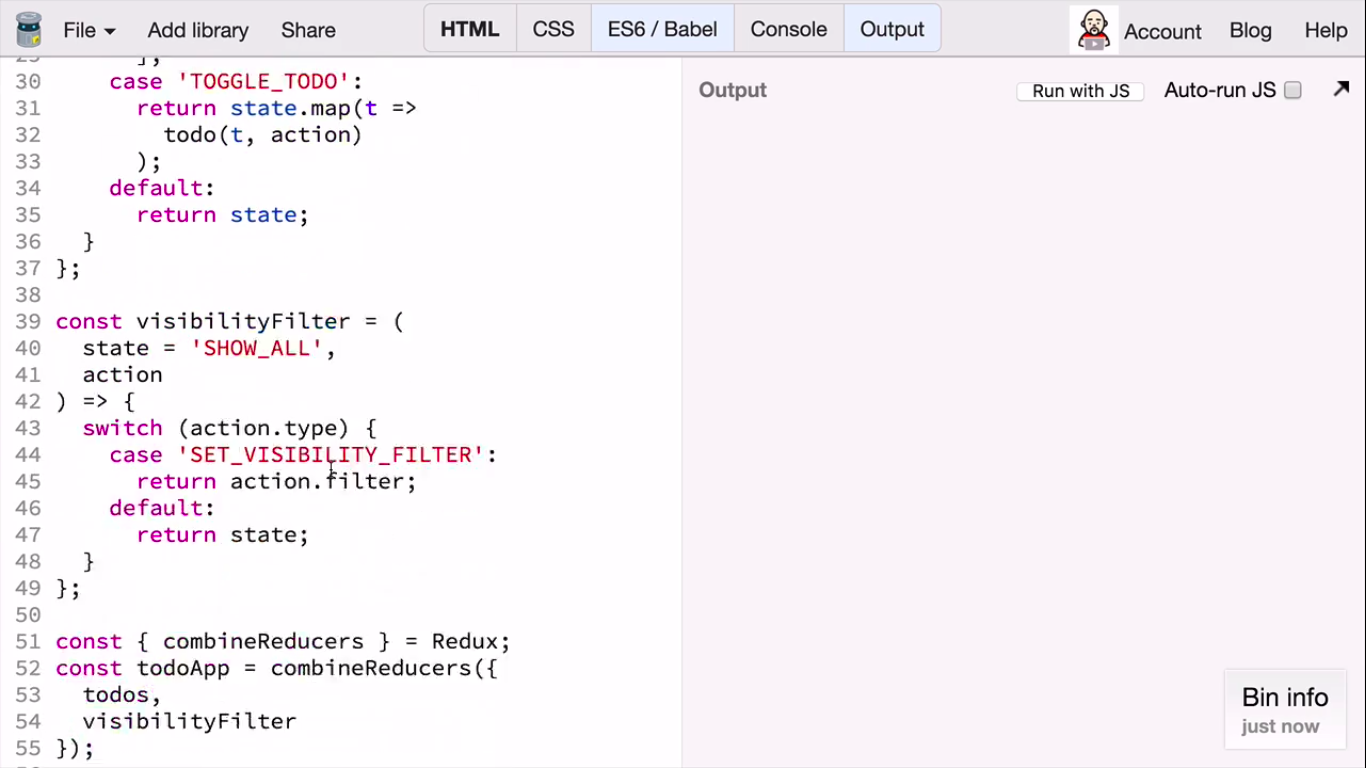 File Add library Share HTML CSS ES6 / Babel Console Output Account Blog Help
];
30 case 'TOGGLE_TODO':
31 return state.map(t =>
32 todo(t, action)
33 );
34 default:
35 return state;
36 }
37 };
38
39 const visibilityFilter = (
40 state = 'SHOW_ALL',
41 action
42 ) => {
43 switch (action.type) {
44 case 'SET_VISIBILITY_FILTER':
45 return action.filter;
46 default:
47 return state;
48 }
49 };
50
51 const { combineReducers } = Redux;
52 const todoApp = combineReducers({
53 todos,
54 visibilityFilter
55 });
Output Run with JS Auto-run JS
Bin info
just now